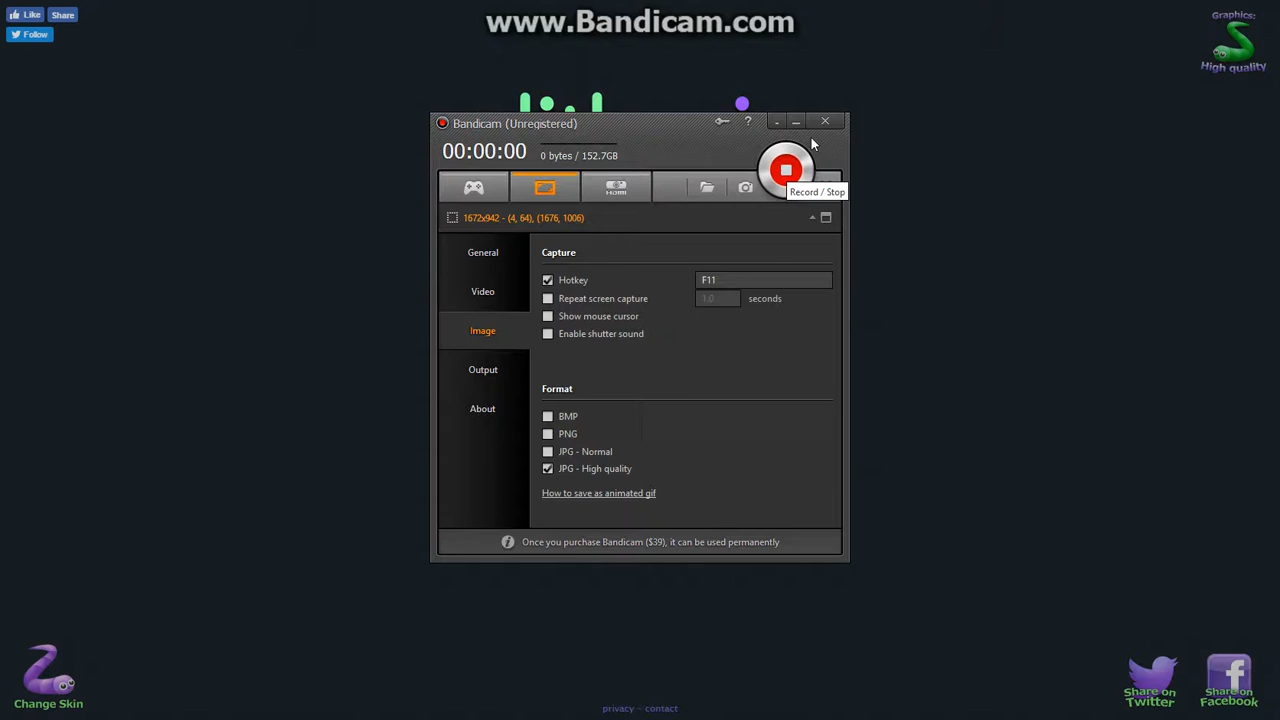 Like Share
Follow
www.Bandicam.com
Graphics:
High quality
Bandicam (Unregistered)
?
00:00:00 0 bytes / 152.7GB
Record / Stop
HDMI
1672x942 - (4, 64), (1676, 1006)
General
Video
Image
Output
About
Capture
Hotkey F11
Repeat screen capture 1.0 seconds
Show mouse cursor
Enable shutter sound
Format
BMP
PNG
JPG - Normal
JPG - High quality
How to save as animated gif
Once you purchase Bandicam ($39), it can be used permanently
Change Skin
Share on
Twitter
Share on
Facebook
privacy - contact